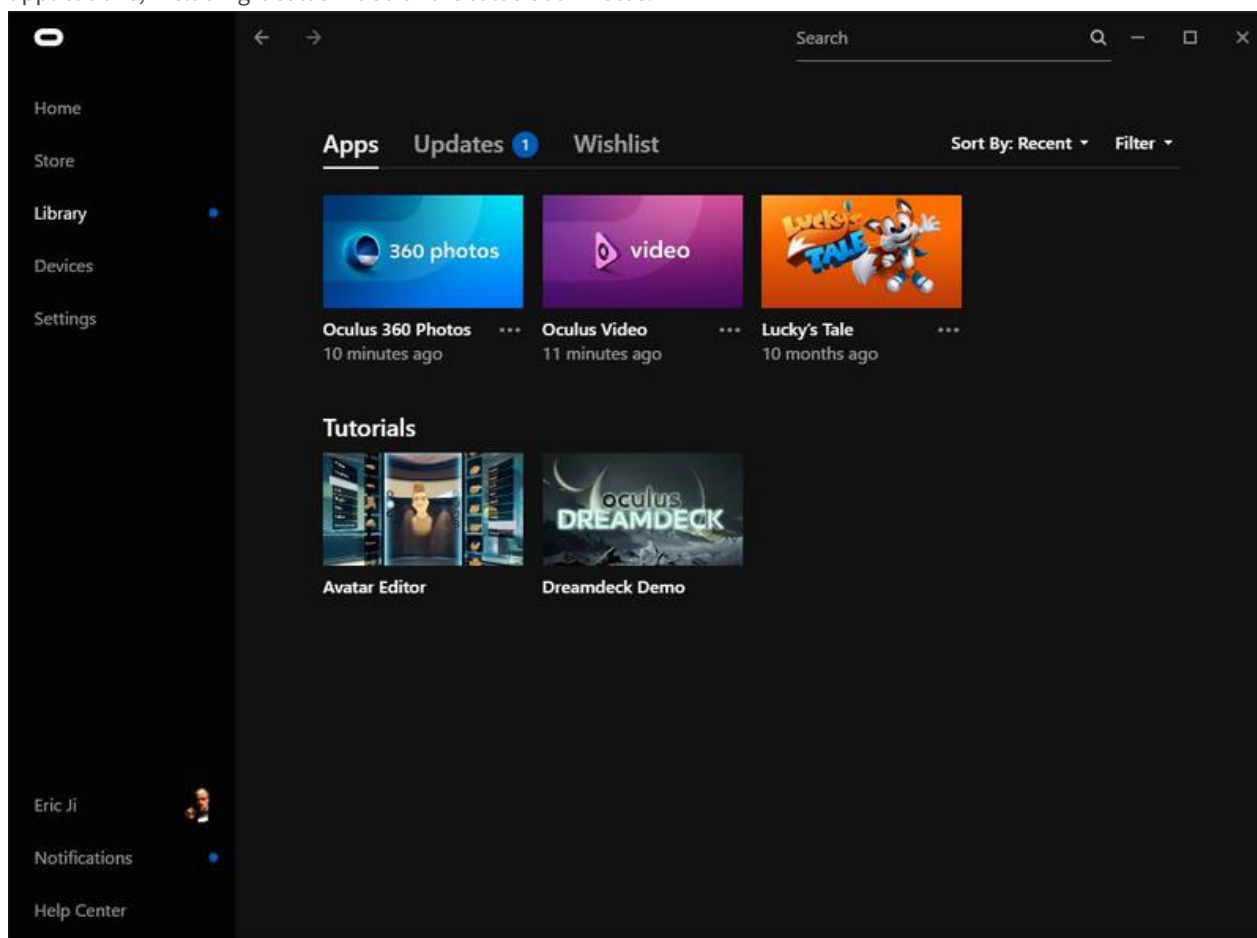 Search
Home
Store
Library
Devices
Settings
Apps Updates 1 Wishlist
Sort By: Recent Filter
360 photos
video
Lucky's TALE
Oculus 360 Photos ... Oculus Video ... Lucky's Tale ...
10 minutes ago 11 minutes ago 10 months ago
Tutorials
oculus
DREAMDECK
Avatar Editor Dreamdeck Demo
Eric Ji
Notifications
Help Center